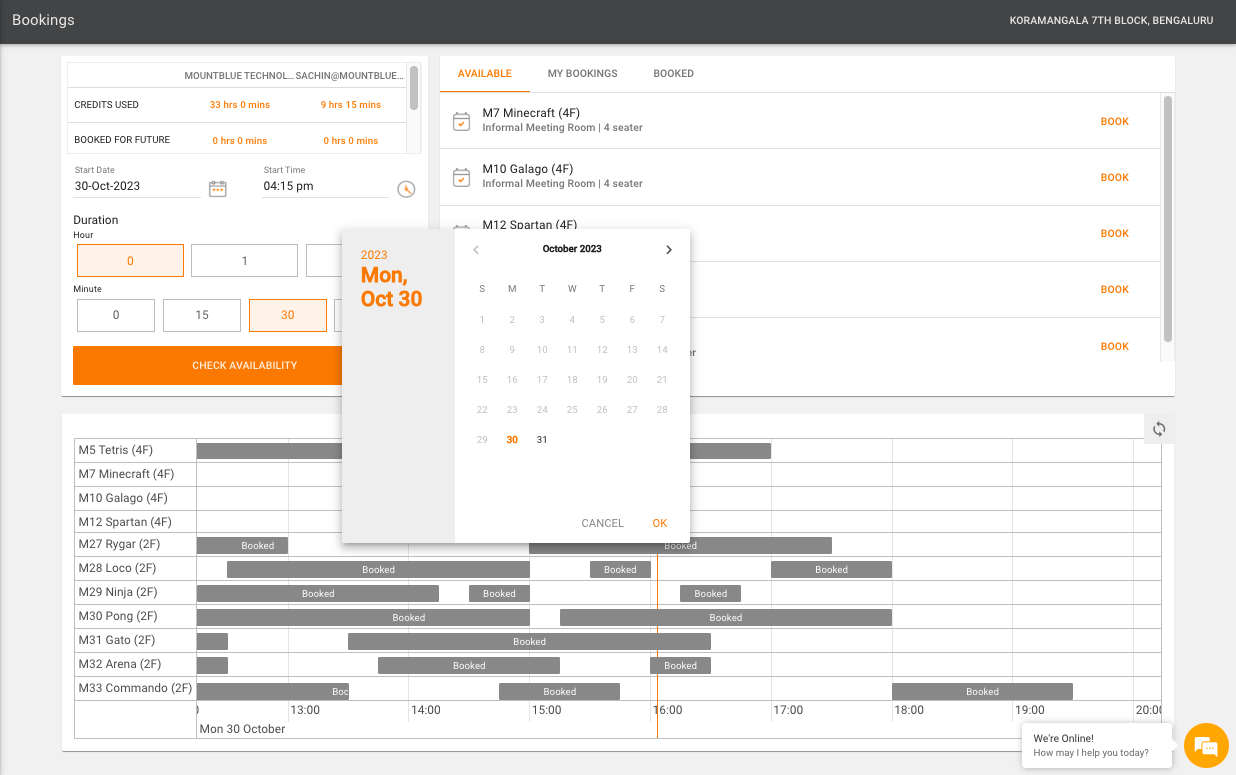 Bookings
KORAMANGALA 7TH BLOCK, BENGALURU
MOUNTBLUE TECHNOL... SACHIN@MOUNTBLUE...
CREDITS USED 33 hrs 0 mins 9 hrs 15 mins
BOOKED FOR FUTURE 0 hrs 0 mins 0 hrs 0 mins
Start Date Start Time
30-Oct-2023 04:15 pm
Duration
Hour
0 1
Minute
0 15 30
CHECK AVAILABILITY
AVAILABLE MY BOOKINGS BOOKED
M7 Minecraft (4F)
Informal Meeting Room | 4 seater
BOOK
M10 Galago (4F)
Informal Meeting Room | 4 seater
BOOK
M12 Spartan (4F)
BOOK
BOOK
BOOK
2023
Mon,
Oct 30
October 2023
S M T W T F S
1 2 3 4 5 6 7
8 9 10 11 12 13 14
15 16 17 18 19 20 21
22 23 24 25 26 27 28
29 30 31
CANCEL OK
M5 Tetris (4F)
M7 Minecraft (4F)
M10 Galago (4F)
M12 Spartan (4F)
M27 Rygar (2F) Booked Booked
M28 Loco (2F) Booked Booked Booked
M29 Ninja (2F) Booked Booked Booked
M30 Pong (2F) Booked Booked
M31 Gato (2F) Booked
M32 Arena (2F) Booked Booked
M33 Commando (2F) Boc Booked Booked
13:00 14:00 15:00 16:00 17:00 18:00 19:00 20:00
Mon 30 October
We're Online!
How may I help you today?